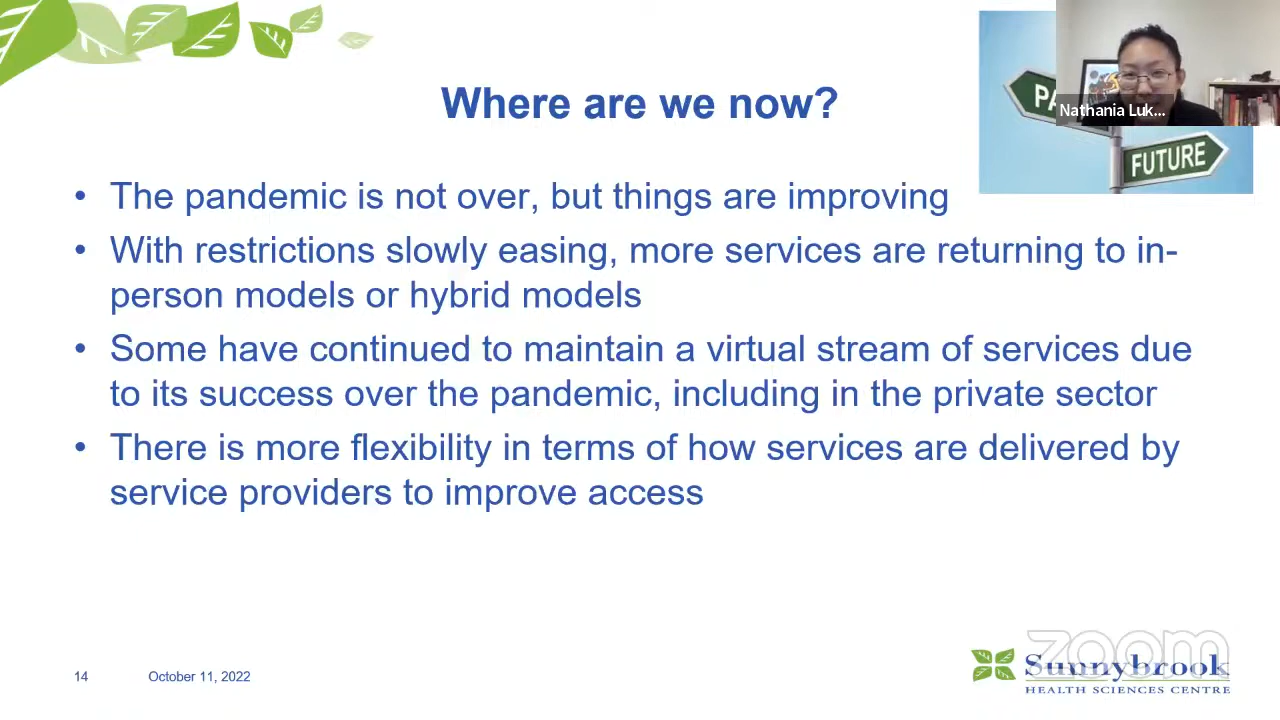 Where are we now?
PA
Nathania Luk...
FUTURE
• The pandemic is not over, but things are improving
• With restrictions slowly easing, more services are returning to in-
person models or hybrid models
• Some have continued to maintain a virtual stream of services due
to its success over the pandemic, including in the private sector
• There is more flexibility in terms of how services are delivered by
service providers to improve access
14
October 11, 2022
zoom
Sunnybrook
HEALTH SCIENCES CENTRE